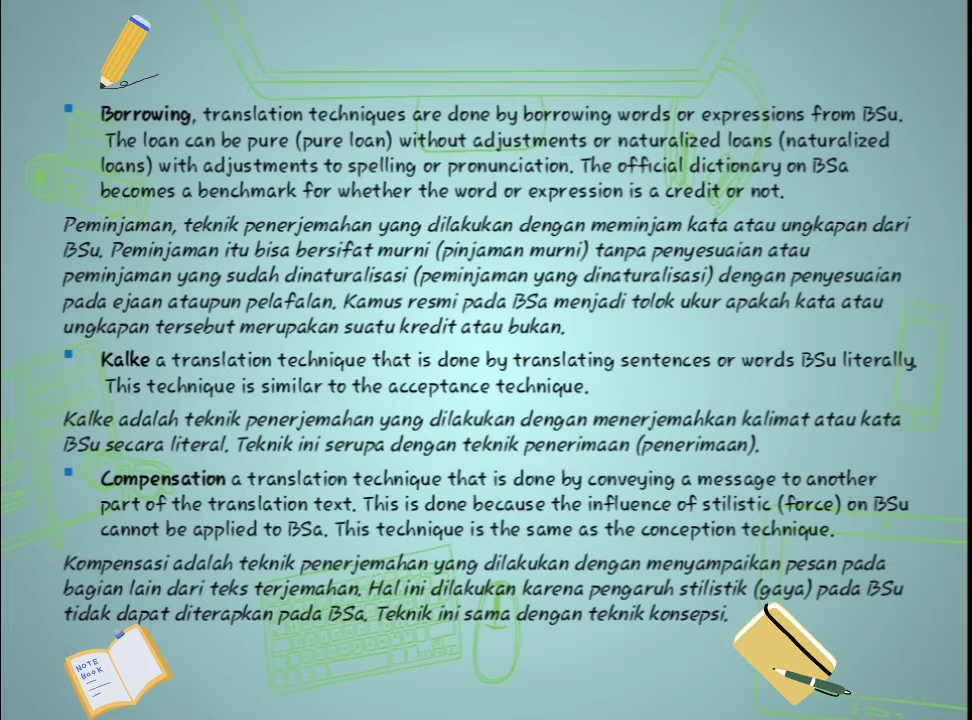 Borrowing, translation techniques are done by borrowing words or expressions from BSu.
The loan can be pure (pure loan) without adjustments or naturalized loans (naturalized
loans) with adjustments to spelling or pronunciation. The official dictionary on BSa
becomes a benchmark for whether the word or expression is a credit or not.
Peminjaman, teknik penerjemahan yang dilakukan dengan meminjam kata atau ungkapan dari
BSu. Peminjaman itu bisa bersifat murni (pinjaman murni) tanpa penyesuaian atau
peminjaman yang sudah dinaturalisasi (peminjaman yang dinaturalisasi) dengan penyesuaian
pada ejaan ataupun pelafalan. Kamus resmi pada BSa menjadi tolok ukur apakah kata atau
ungkapan tersebut merupakan suatu kredit atau bukan.
Kalke a translation technique that is done by translating sentences or words BSu literally.
This technique is similar to the acceptance technique.
Kalke adalah teknik penerjemahan yang dilakukan dengan menerjemahkan kalimat atau kata
BSu secara literal. Teknik ini serupa dengan teknik penerimaan (penerimaan).
Compensation a translation technique that is done by conveying a message to another
part of the translation text. This is done because the influence of stilistic (force) on BSu
cannot be applied to BSa. This technique is the same as the conception technique.
Kompensasi adalah teknik penerjemahan yang dilakukan dengan menyampaikan pesan pada
bagian lain dari teks terjemahan. Hal ini dilakukan karena pengaruh stilistik (gaya) pada BSu
tidak dapat diterapkan pada BSa. Teknik ini sama dengan teknik konsepsi.
NOTE
BOOK